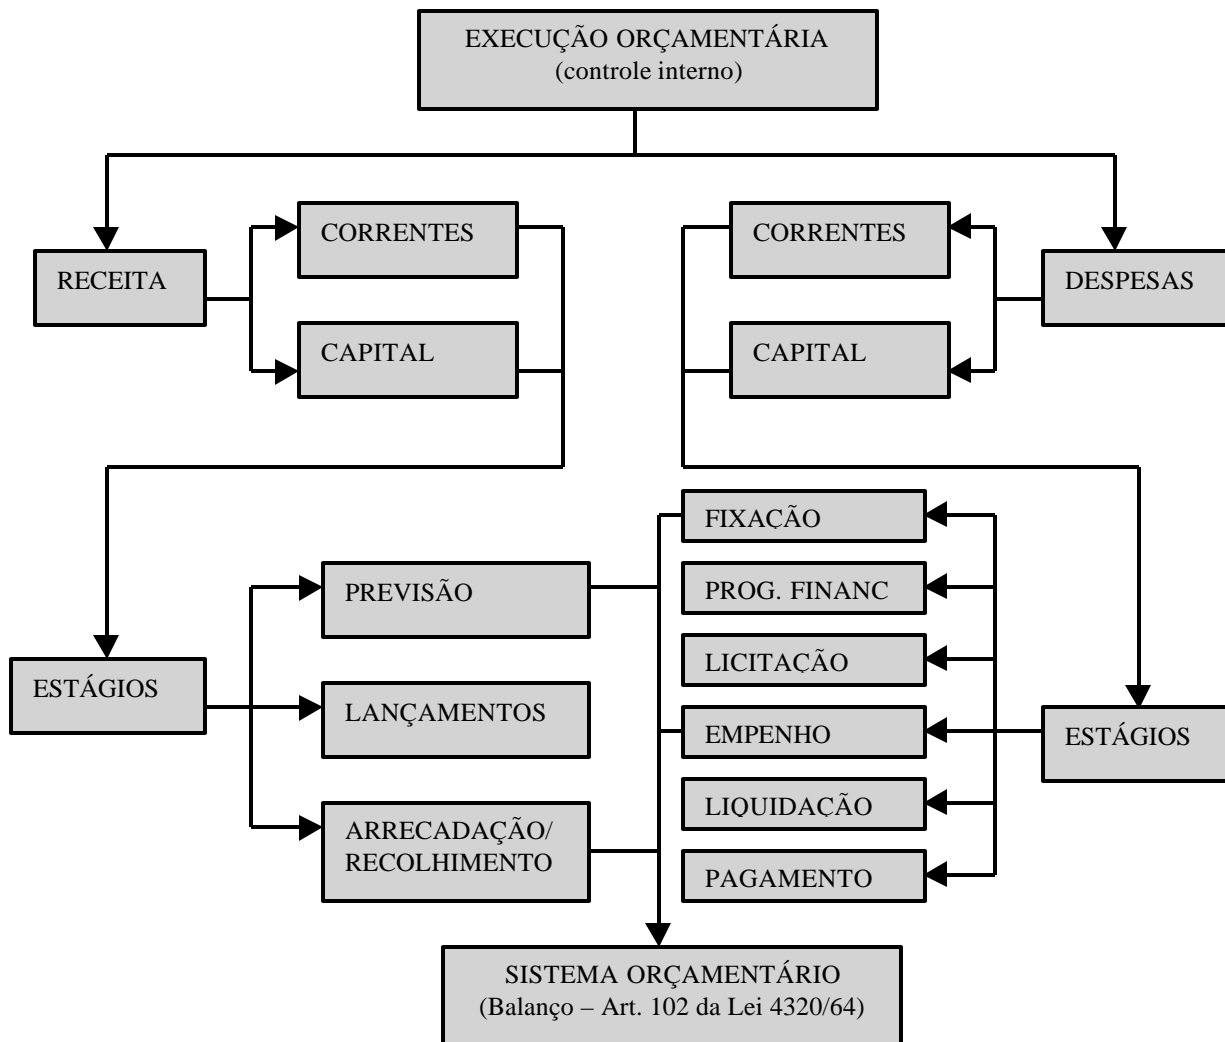 EXECUÇÃO ORÇAMENTÁRIA
(controle interno)
RECEITA
CORRENTES
CAPITAL
CORRENTES
CAPITAL
DESPESAS
ESTÁGIOS
PREVISÃO
LANÇAMENTOS
ARRECADAÇÃO/
RECOLHIMENTO
FIXAÇÃO
PROG. FINANC
LICITAÇÃO
EMPENHO
LIQUIDAÇÃO
PAGAMENTO
ESTÁGIOS
SISTEMA ORÇAMENTÁRIO
(Balanço – Art. 102 da Lei 4320/64)